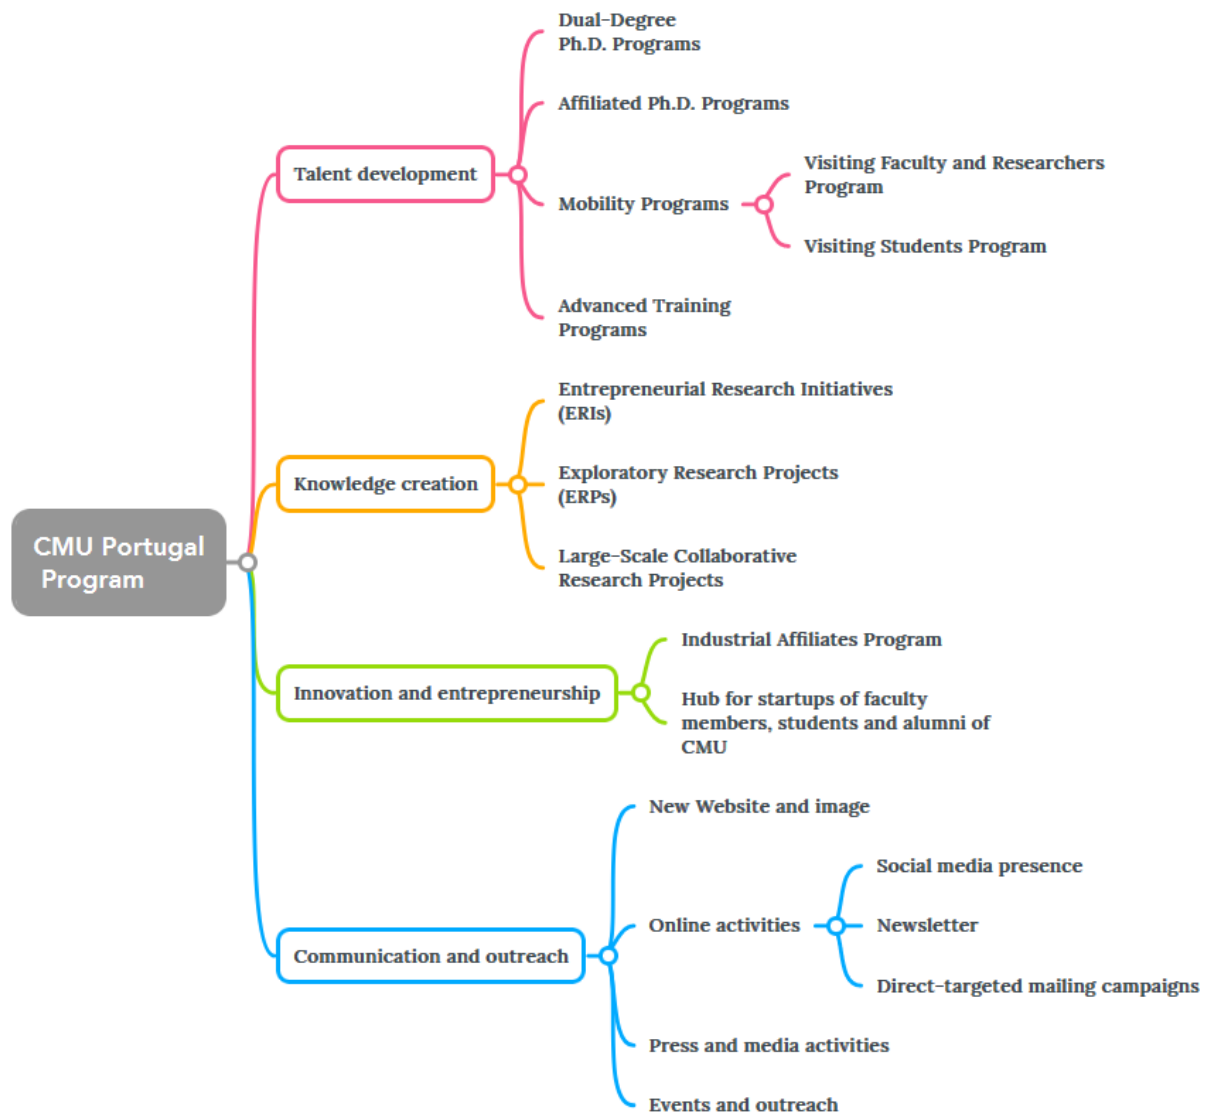 Dual-Degree
Ph.D. Programs
Affiliated Ph.D. Programs
Talent development
Mobility Programs
Visiting Faculty and Researchers
Program
Visiting Students Program
Advanced Training
Programs
Entrepreneurial Research Initiatives
(ERIs)
Knowledge creation
Exploratory Research Projects
(ERPs)
Large-Scale Collaborative
Research Projects
CMU Portugal
Program
Industrial Affiliates Program
Innovation and entrepreneurship
Hub for startups of faculty
members, students and alumni of
CMU
New Website and image
Communication and outreach
Online activities
Social media presence
Newsletter
Direct-targeted mailing campaigns
Press and media activities
Events and outreach